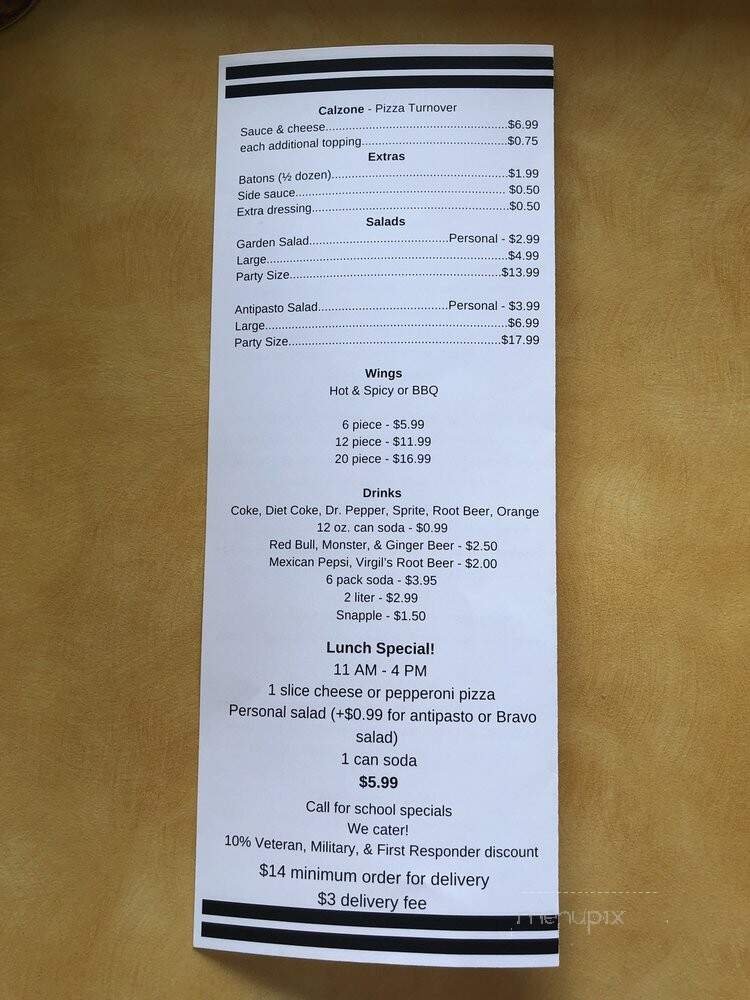 Calzone - Pizza Turnover
Sauce & cheese.......................................................$6.99
each additional topping............................................$0.75
Extras
Batons (½ dozen).....................................................$1.99
Side sauce............................................................... $0.50
Extra dressing...........................................................$0.50
Salads
Garden Salad..........................................Personal - $2.99
Large.........................................................................$4.99
Party Size................................................................$13.99
Antipasto Salad.......................................Personal - $3.99
Large.........................................................................$6.99
Party Size................................................................$17.99
Wings
Hot & Spicy or BBQ
6 piece - $5.99
12 piece - $11.99
20 piece - $16.99
Drinks
Coke, Diet Coke, Dr. Pepper, Sprite, Root Beer, Orange
12 oz. can soda - $0.99
Red Bull, Monster, & Ginger Beer - $2.50
Mexican Pepsi, Virgil's Root Beer - $2.00
6 pack soda - $3.95
2 liter - $2.99
Snapple - $1.50
Lunch Special!
11 AM - 4 PM
1 slice cheese or pepperoni pizza
Personal salad (+$0.99 for antipasto or Bravo
salad)
1 can soda
$5.99
Call for school specials
We cater!
10% Veteran, Military, & First Responder discount
$14 minimum order for delivery
$3 delivery fee
menupix